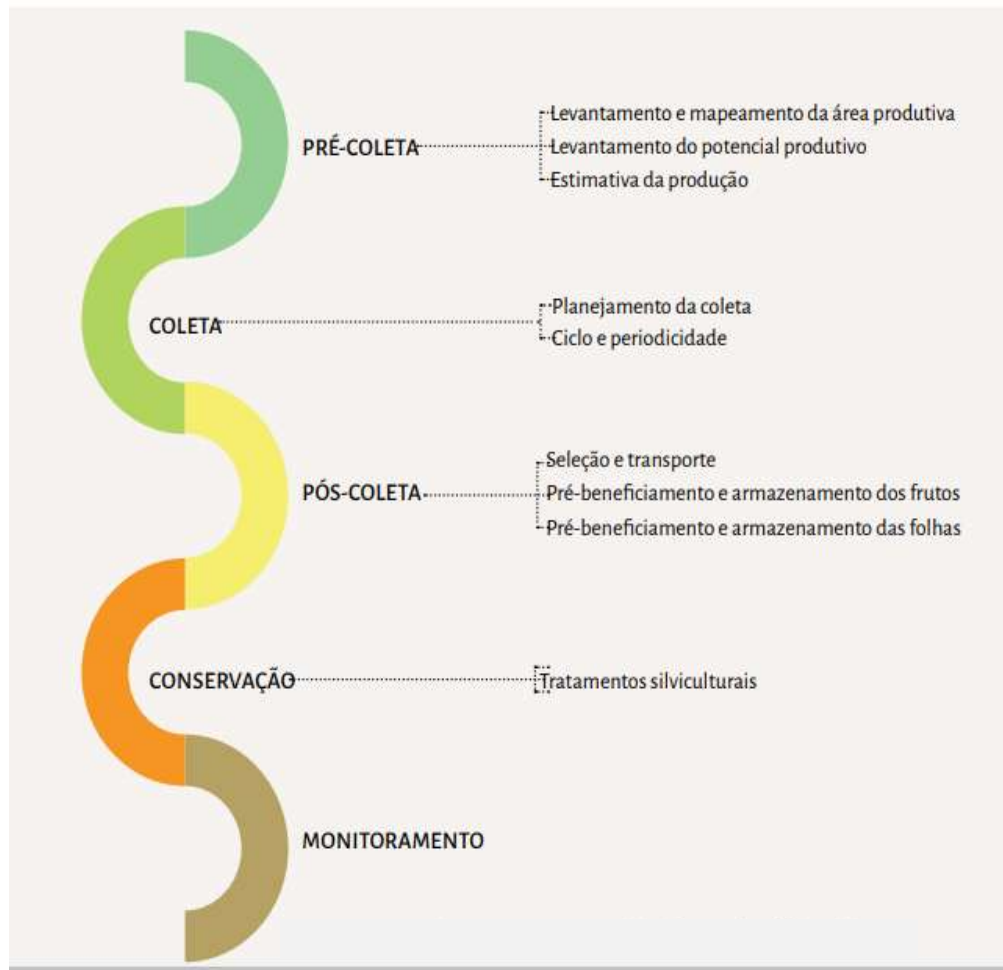 PRÉ-COLETA
Levantamento e mapeamento da área produtiva
Levantamento do potencial produtivo
Estimativa da produção
COLETA
Planejamento da coleta
Ciclo e periodicidade
PÓS-COLETA
Seleção e transporte
Pré-beneficiamento e armazenamento dos frutos
Pré-beneficiamento e armazenamento das folhas
CONSERVAÇÃO
Tratamentos silviculturais
MONITORAMENTO